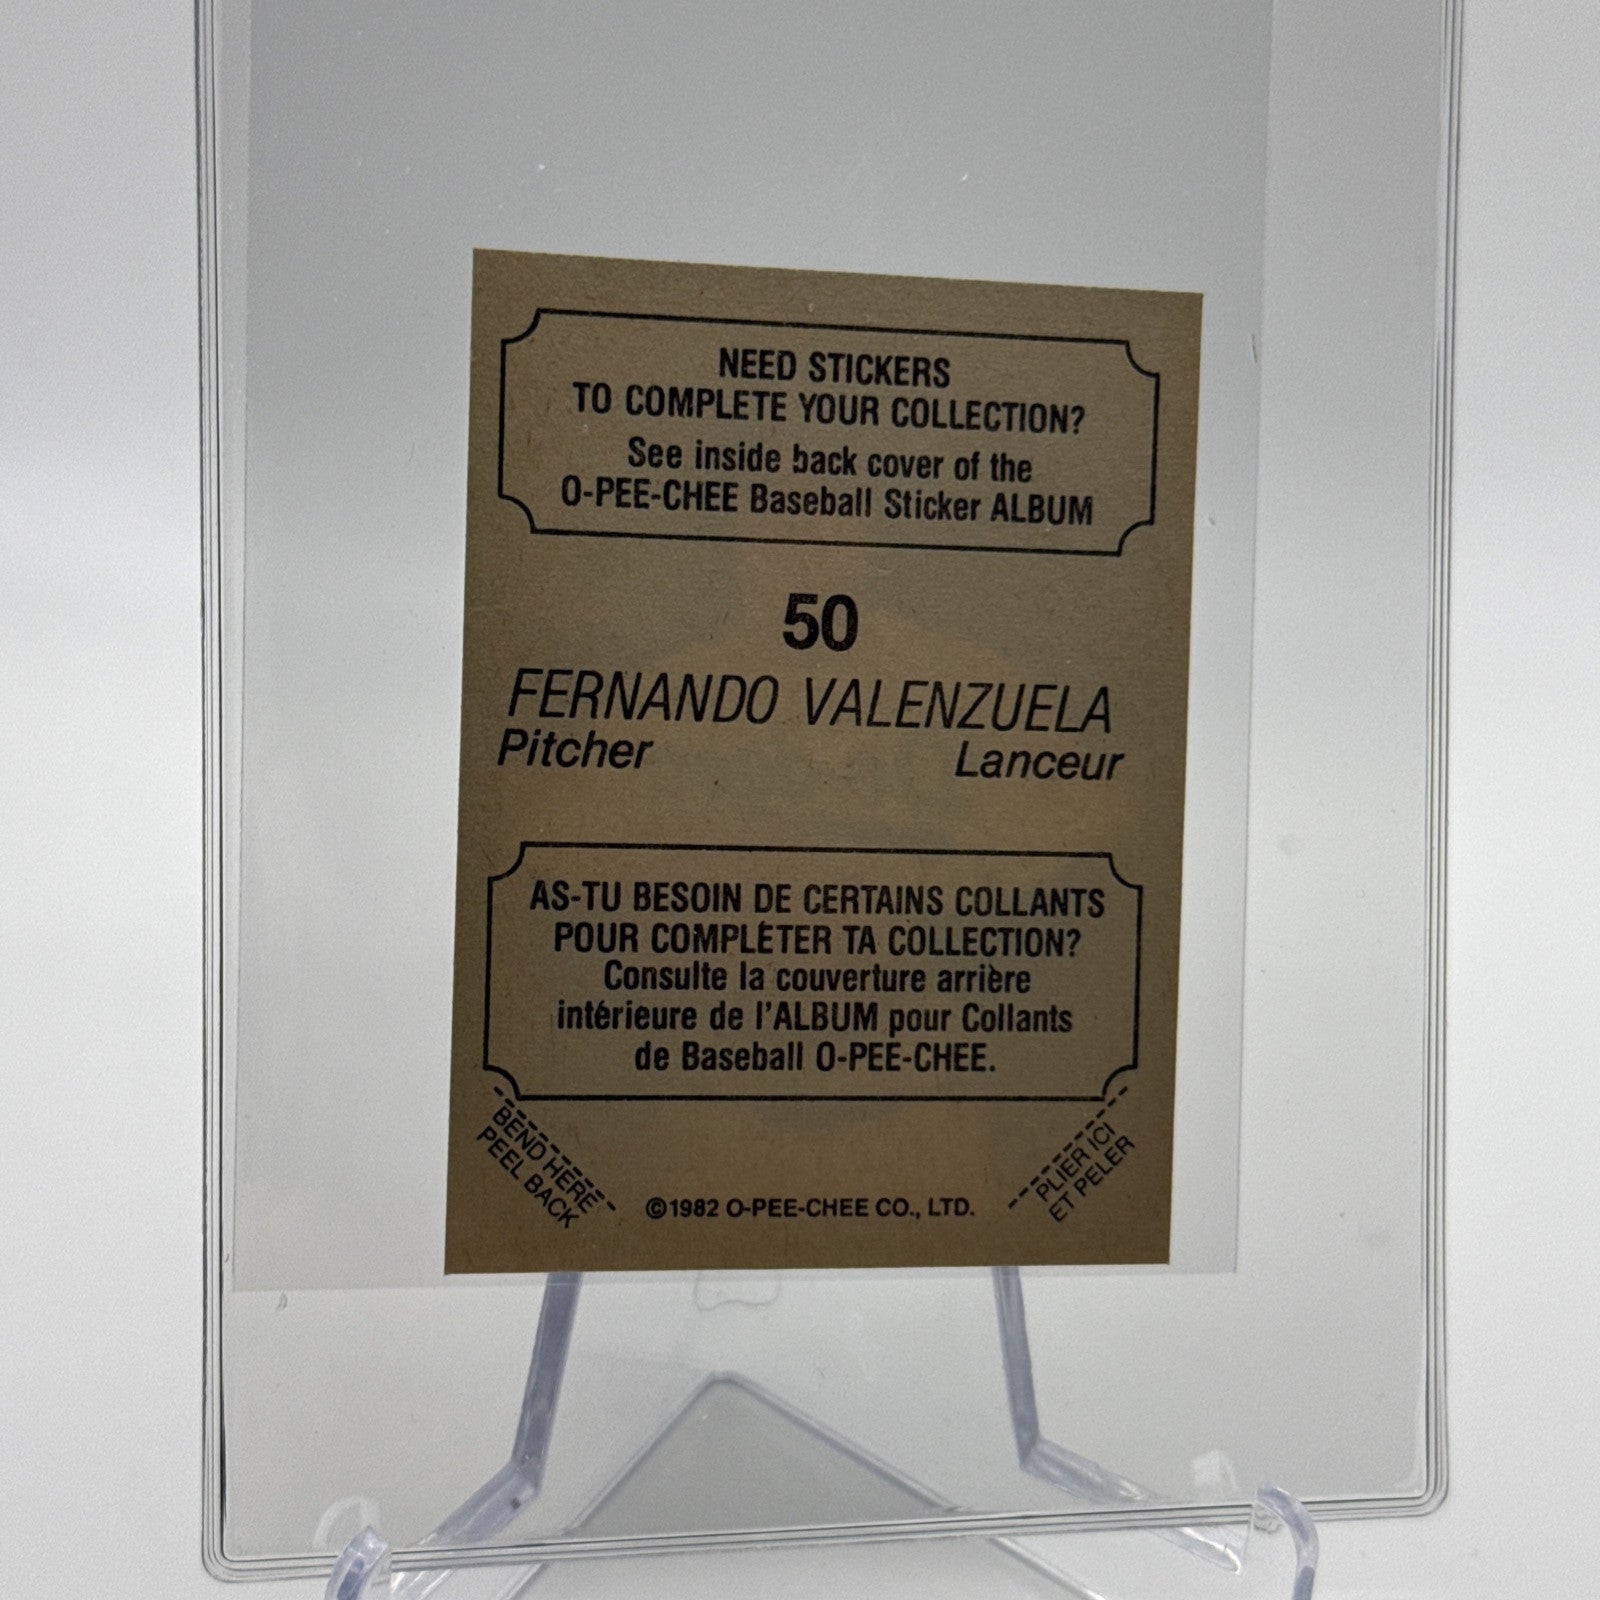 NEED STICKERS
TO COMPLETE YOUR COLLECTION?
See inside back cover of the
O-PEE-CHEE Baseball Sticker ALBUM
50
FERNANDO VALENZUELA
Pitcher Lanceur
AS-TU BESOIN DE CERTAINS COLLANTS
POUR COMPLÉTER TA COLLECTION?
Consulte la couverture arrière
intérieure de l'ALBUM pour Collants
de Baseball O-PEE-CHEE.
BEND HERE
PEEL BACK
©1982 O-PEE-CHEE CO., LTD.
PLIER ICI
ET PELER